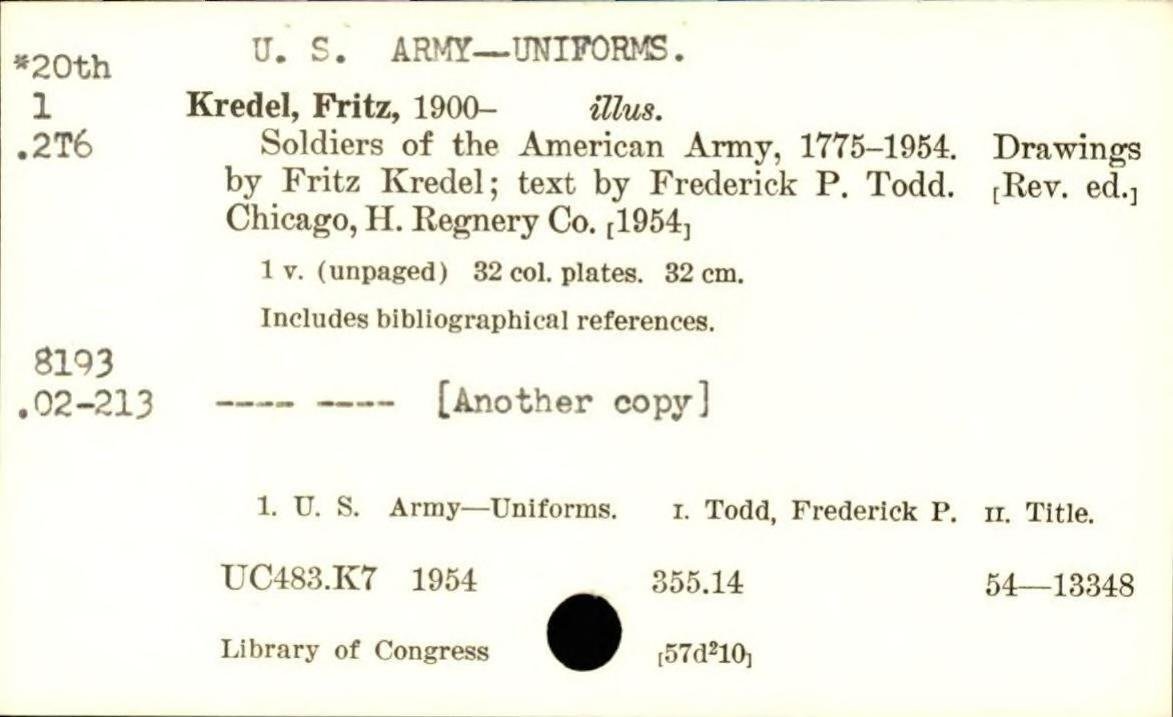 U. S. ARMY—UNIFORMS.
*20th
1 Kredel, Fritz, 1900– illus.
.2T6 Soldiers of the American Army, 1775–1954. Drawings
by Fritz Kredel; text by Frederick P. Todd. [Rev. ed.]
Chicago, H. Regnery Co. [1954]
1 v. (unpaged) 32 col. plates. 32 cm.
Includes bibliographical references.
8193
.02-213 ---- ---- [Another copy]
1. U. S. Army—Uniforms. I. Todd, Frederick P. II. Title.
UC483.K7 1954 355.14 54—13348
Library of Congress [57d²10]